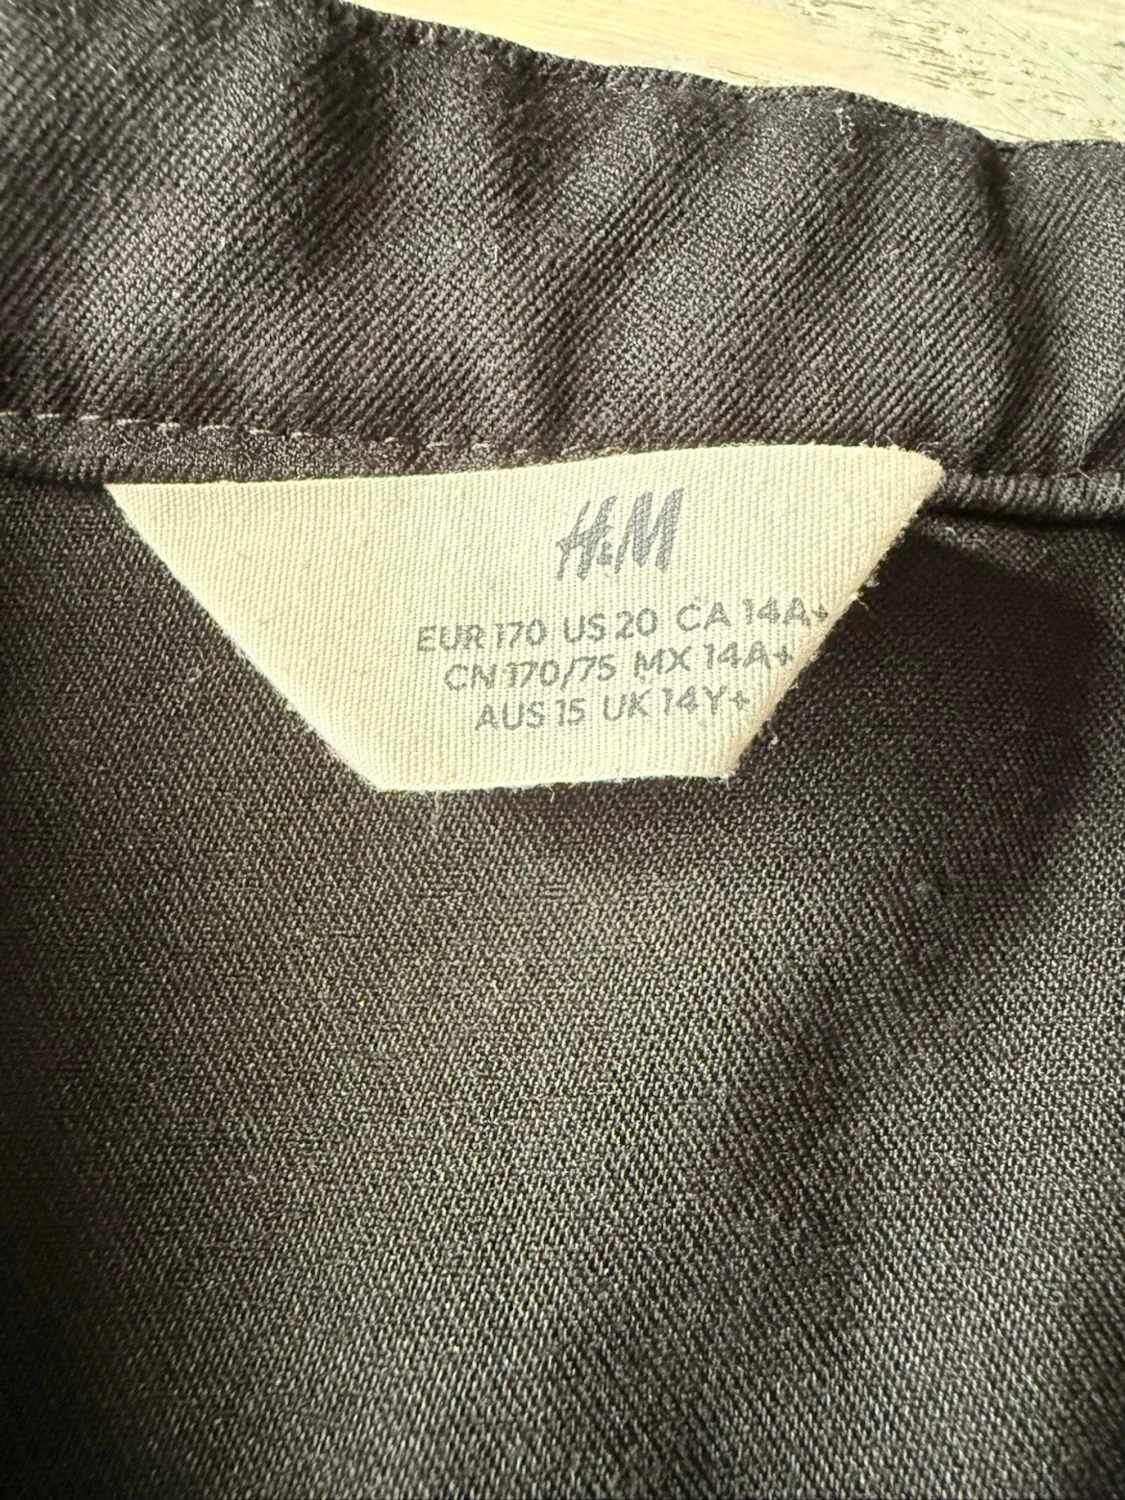 H&M
EUR 170 US 20 CA 14A+
CN 170/75 MX 14A+
AUS 15 UK 14Y+